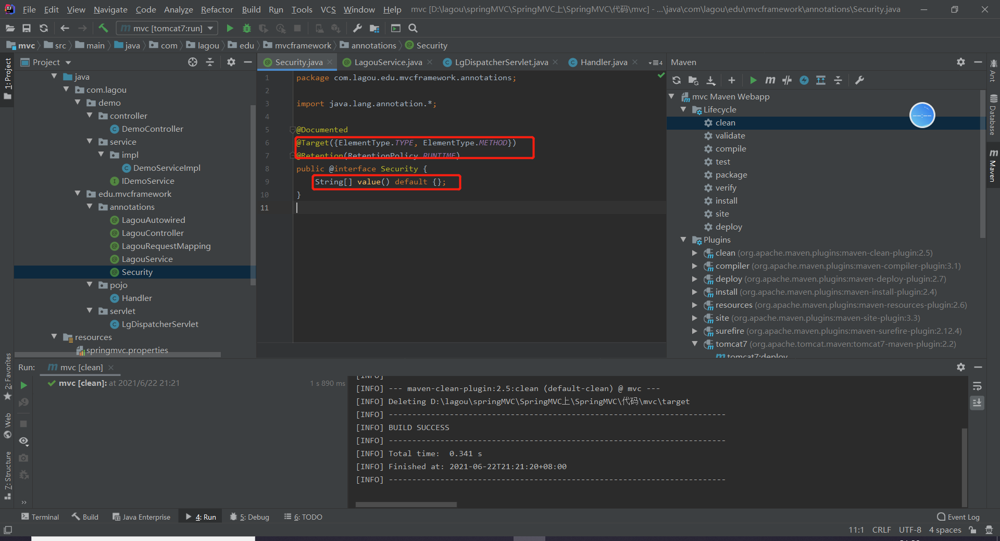 File Edit View Navigate Code Analyze Refactor Build Run Tools VCS Window Help mvc [D:\lagou\springMVC\SpringMVC上\SpringMVC\代码\mvc] - ...\java\com\lagou\edu\mvcframework\annotations\Security.java
mvc [tomcat7:run]
mvc src main java com lagou edu mvcframework annotations Security
1: Project
Project
java
com.lagou
demo
controller
DemoController
service
impl
DemoServiceImpl
IDemoService
edu.mvcframework
annotations
LagouAutowired
LagouController
LagouRequestMapping
LagouService
Security
pojo
Handler
servlet
LgDispatcherServlet
resources
springmvc.properties
Security.java LagouService.java LgDispatcherServlet.java Handler.java 4
1 package com.lagou.edu.mvcframework.annotations;
2
3 import java.lang.annotation.*;
4
5 @Documented
6 @Target({ElementType.TYPE, ElementType.METHOD})
7 @Retention(RetentionPolicy.RUNTIME)
8 public @interface Security {
9 String[] value() default {};
10 }
11
Maven
mvc Maven Webapp
Lifecycle
clean
validate
compile
test
package
verify
install
site
deploy
Plugins
clean (org.apache.maven.plugins:maven-clean-plugin:2.5)
compiler (org.apache.maven.plugins:maven-compiler-plugin:3.1)
deploy (org.apache.maven.plugins:maven-deploy-plugin:2.7)
install (org.apache.maven.plugins:maven-install-plugin:2.4)
resources (org.apache.maven.plugins:maven-resources-plugin:2.6)
site (org.apache.maven.plugins:maven-site-plugin:3.3)
surefire (org.apache.maven.plugins:maven-surefire-plugin:2.12.4)
tomcat7 (org.apache.tomcat.maven:tomcat7-maven-plugin:2.2)
tomcat7:deploy
--:--
Ant
Database
Maven
2: Favorites
Web
7: Structure
Run: mvc [clean]
mvc [clean]: at 2021/6/22 21:21 1 s 890 ms
[INFO]
[INFO] --- maven-clean-plugin:2.5:clean (default-clean) @ mvc ---
[INFO] Deleting D:\lagou\springMVC\SpringMVC上\SpringMVC\代码\mvc\target
[INFO] ------------------------------------------------------------------------
[INFO] BUILD SUCCESS
[INFO] ------------------------------------------------------------------------
[INFO] Total time:  0.341 s
[INFO] Finished at: 2021-06-22T21:21:20+08:00
[INFO] ------------------------------------------------------------------------
Terminal Build Java Enterprise 4: Run 5: Debug 6: TODO Event Log
11:1 CRLF UTF-8 4 spaces